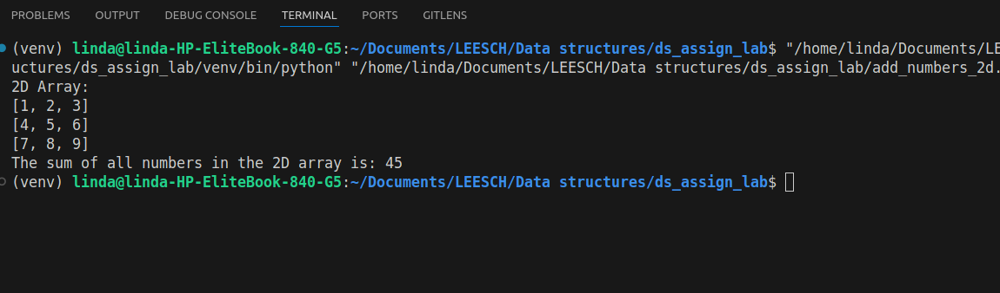 PROBLEMS OUTPUT DEBUG CONSOLE TERMINAL PORTS GITLENS
(venv) linda@linda-HP-EliteBook-840-G5:~/Documents/LEESCH/Data structures/ds_assign_lab$ "/home/linda/Documents/LE
uctures/ds_assign_lab/venv/bin/python" "/home/linda/Documents/LEESCH/Data structures/ds_assign_lab/add_numbers_2d.
2D Array:
[1, 2, 3]
[4, 5, 6]
[7, 8, 9]
The sum of all numbers in the 2D array is: 45
(venv) linda@linda-HP-EliteBook-840-G5:~/Documents/LEESCH/Data structures/ds_assign_lab$